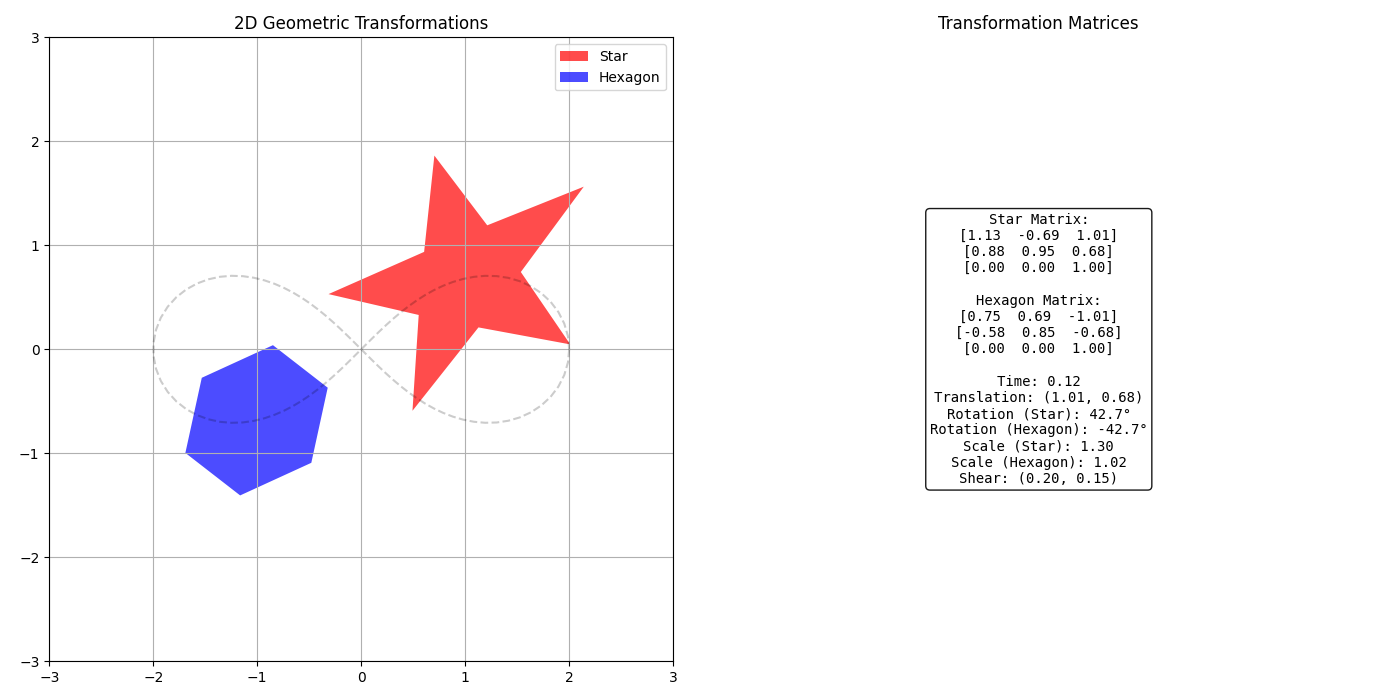 2D Geometric Transformations
3
2
1
0
−1
−2
−3
−3
−2
−1
0
1
2
3
Star
Hexagon
Transformation Matrices
Star Matrix:
[1.13  -0.69  1.01]
[0.88  0.95  0.68]
[0.00  0.00  1.00]
Hexagon Matrix:
[0.75  0.69  -1.01]
[-0.58  0.85  -0.68]
[0.00  0.00  1.00]
Time: 0.12
Translation: (1.01, 0.68)
Rotation (Star): 42.7°
Rotation (Hexagon): -42.7°
Scale (Star): 1.30
Scale (Hexagon): 1.02
Shear: (0.20, 0.15)